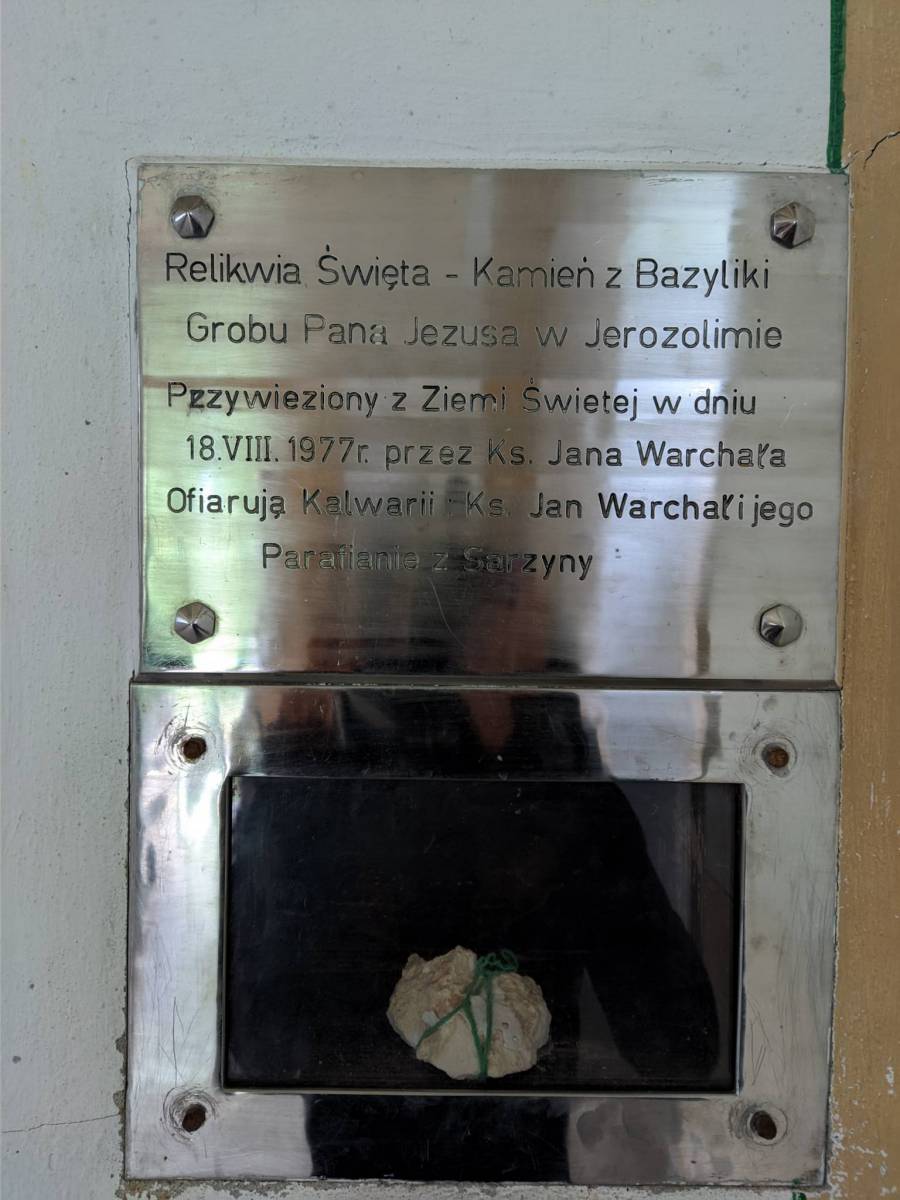 Relikwia Święta - Kamień z Bazyliki
Grobu Pana Jezusa w Jerozolimie
Przywieziony z Ziemi Świetej w dniu
18.VIII.1977r. przez Ks. Jana Warchała
Ofiarują Kalwarii i Ks. Jan Warchał i jego
Parafianie z Sarzyny